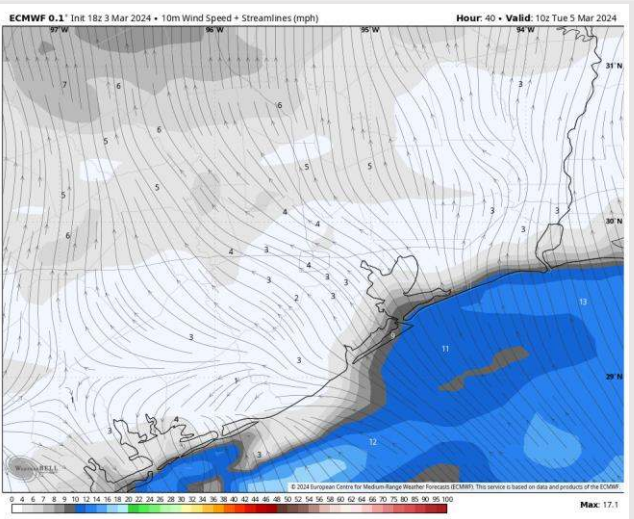 ECMWF 0.1° Init 18z 3 Mar 2024 • 10m Wind Speed + Streamlines (mph) Hour: 40 • Valid: 10z Tue 5 Mar 2024
97°W 96°W 95°W 94°W
31°N
7 6 3
6
6
5
5 5
5
5
4 3 3
4 30°N
3
6
4 3
4
3 3 3
2 3
13
3
11
3 29°N
3
4
3
12
3
WeatherBELL
© 2024 European Centre for Medium-Range Weather Forecasts (ECMWF). This service is based on data and products of the ECMWF.
0 4 6 7 8 9 10 12 14 16 18 20 22 24 26 28 30 32 34 36 38 40 42 44 46 48 50 52 54 56 58 60 62 64 66 70 75 80 85 90 95 100
Max: 17.1